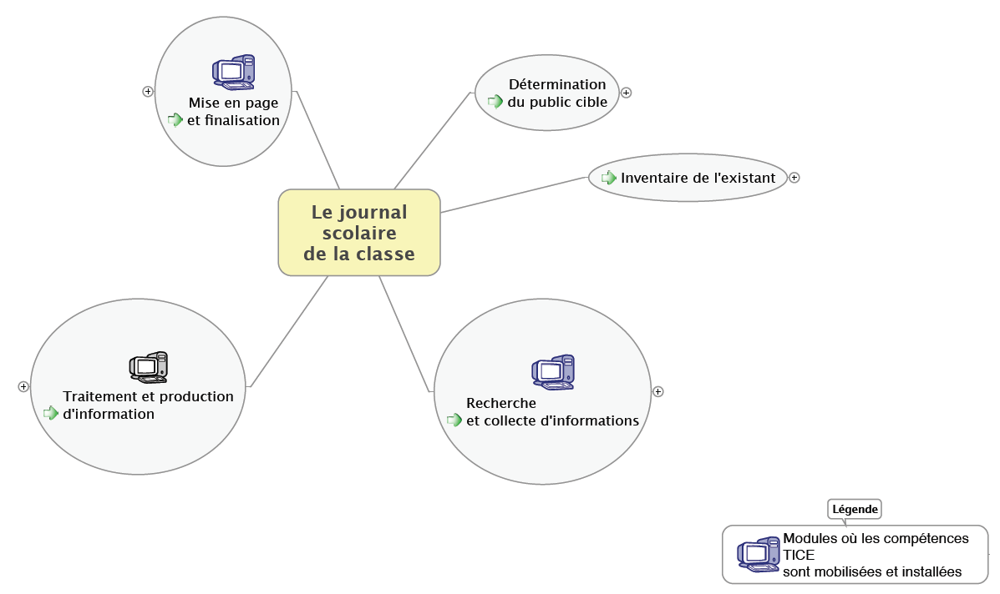 Mise en page
et finalisation
Détermination
du public cible
Inventaire de l'existant
Le journal
scolaire
de la classe
Traitement et production
d'information
Recherche
et collecte d'informations
Légende
Modules où les compétences
TICE
sont mobilisées et installées